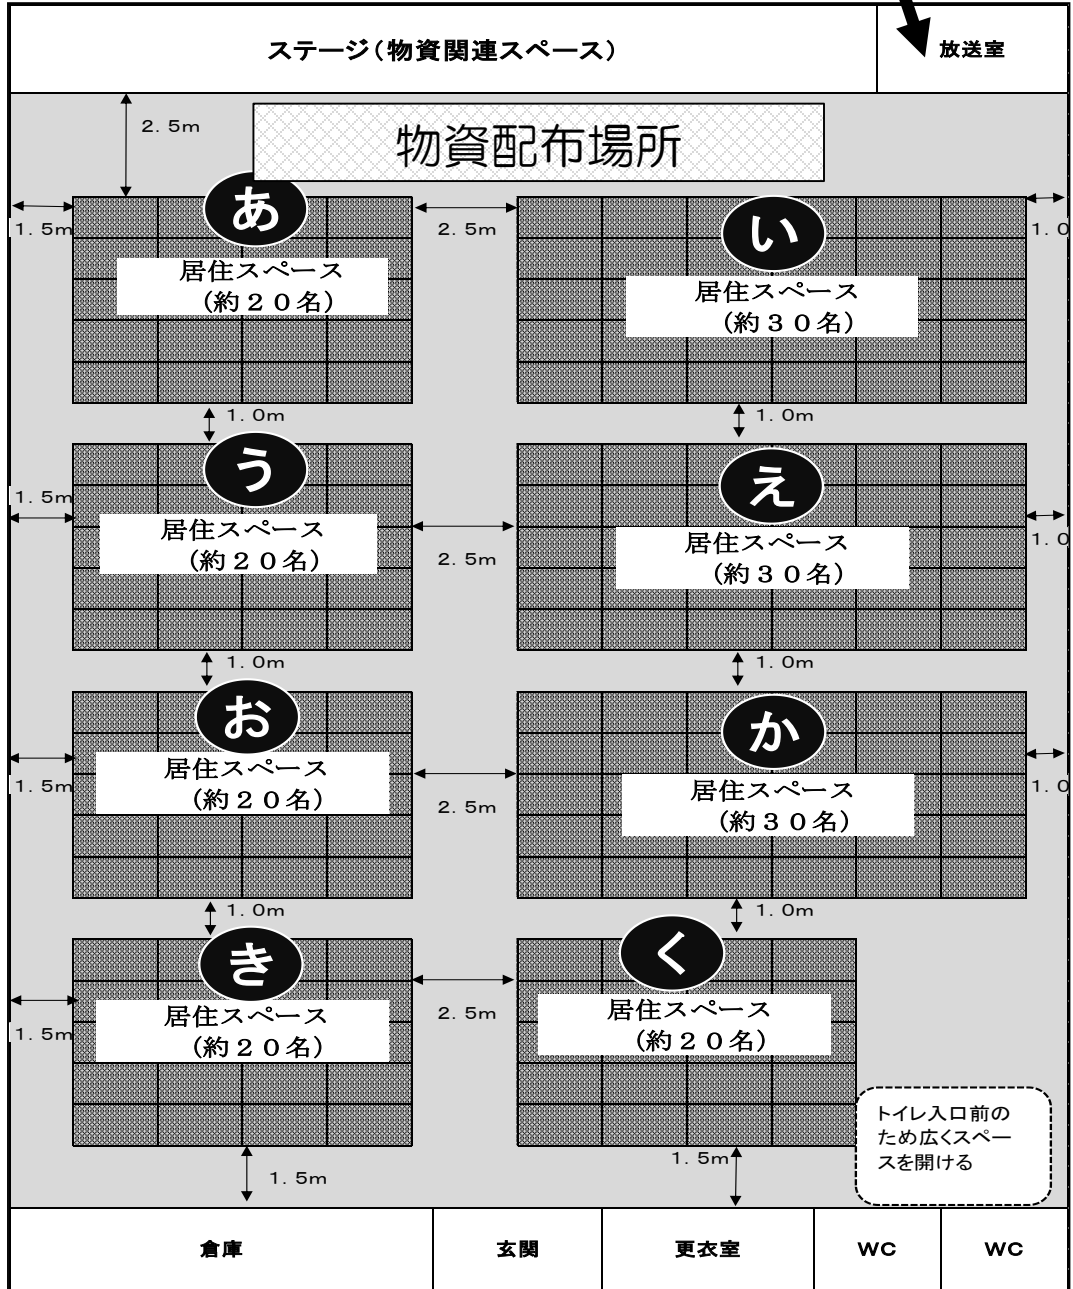 ステージ(物資関連スペース)
放送室
2.5m
物資配布場所
あ
い
1.5m
2.5m
1.0
居住スペース
(約20名)
居住スペース
(約30名)
1.0m
1.0m
う
え
1.5m
2.5m
1.0
居住スペース
(約20名)
居住スペース
(約30名)
1.0m
1.0m
お
か
1.5m
2.5m
1.0
居住スペース
(約20名)
居住スペース
(約30名)
1.0m
1.0m
き
く
1.5m
2.5m
居住スペース
(約20名)
居住スペース
(約20名)
トイレ入口前の
ため広くスペー
スを開ける
1.5m
1.5m
倉庫
玄関
更衣室
WC
WC